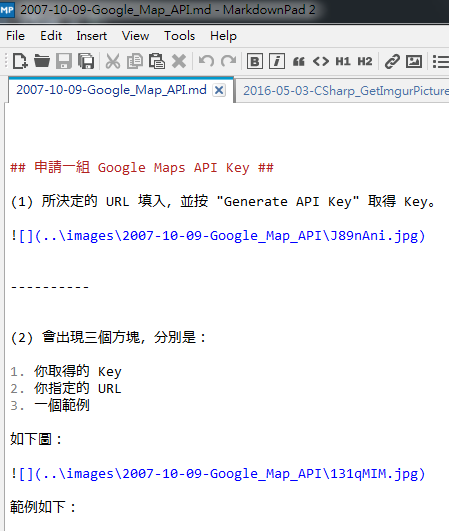 MP 2007-10-09-Google_Map_API.md - MarkdownPad 2
File Edit Insert View Tools Help
B i “ <> H1 H2
2007-10-09-Google_Map_API.md 2016-05-03-CSharp_GetImgurPicture
## 申請一組 Google Maps API Key ##
(1) 所決定的 URL 填入, 並按 "Generate API Key" 取得 Key。
![](..\images\2007-10-09-Google_Map_API\J89nAni.jpg)
----------
(2) 會出現三個方塊, 分別是：
1. 你取得的 Key
2. 你指定的 URL
3. 一個範例
如下圖：
![](..\images\2007-10-09-Google_Map_API\131qMIM.jpg)
範例如下：